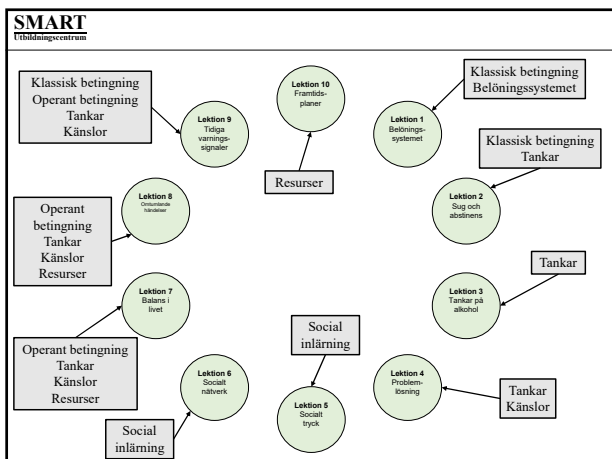 SMART
Utbildningscentrum
Klassisk betingning
Operant betingning
Tankar
Känslor
Lektion 9
Tidiga
varnings-
signaler
Lektion 10
Framtids-
planer
Resurser
Lektion 1
Belönings-
systemet
Klassisk betingning
Belöningssystemet
Klassisk betingning
Tankar
Lektion 2
Sug och
abstinens
Operant
betingning
Tankar
Känslor
Resurser
Lektion 8
Omtumlande
händelser
Tankar
Lektion 3
Tankar på
alkohol
Lektion 7
Balans i
livet
Operant betingning
Tankar
Känslor
Resurser
Social
inlärning
Lektion 6
Socialt
nätverk
Social
inlärning
Lektion 5
Socialt
tryck
Lektion 4
Problem-
lösning
Tankar
Känslor